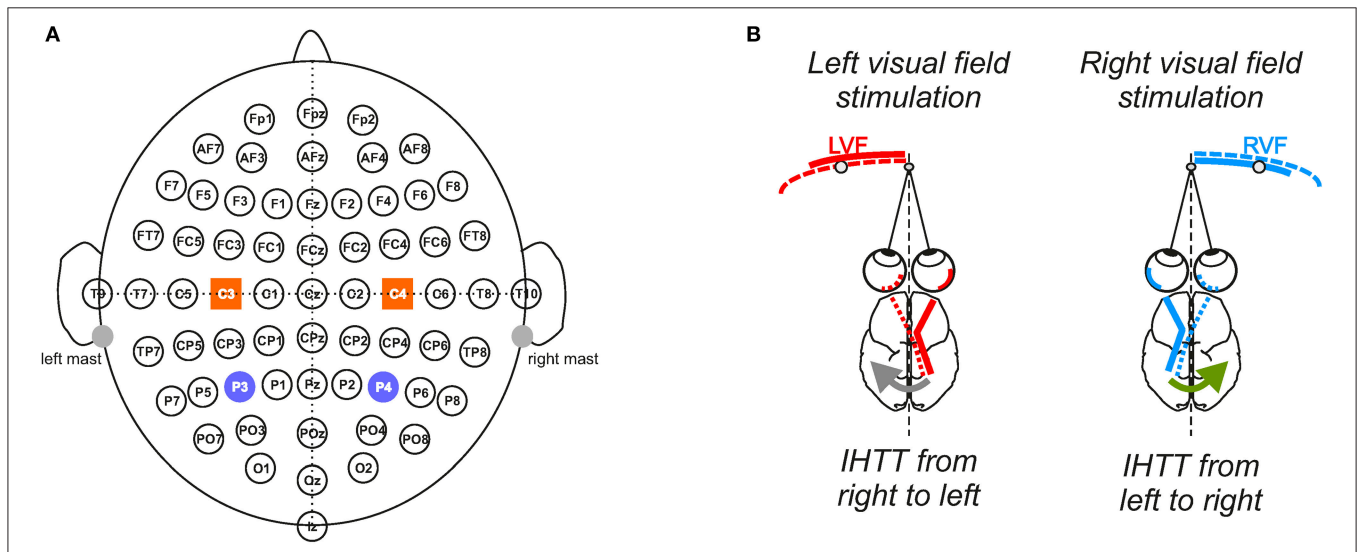 A
Fp1 Fpz Fp2
AF7 AF3 AFz AF4 AF8
F7 F5 F3 F1 Fz F2 F4 F6 F8
FT7 FC5 FC3 FC1 FCz FC2 FC4 FC6 FT8
T9 T7 C5 C3 C1 Cz C2 C4 C6 T8 T10
left mast right mast
TP7 CP5 CP3 CP1 CPz CP2 CP4 CP6 TP8
P7 P5 P3 P1 Pz P2 P4 P6 P8
PO7 PO3 POz PO4 PO8
O1 Oz O2
Iz
B
Left visual field
stimulation
LVF
IHTT from
right to left
Right visual field
stimulation
RVF
IHTT from
left to right